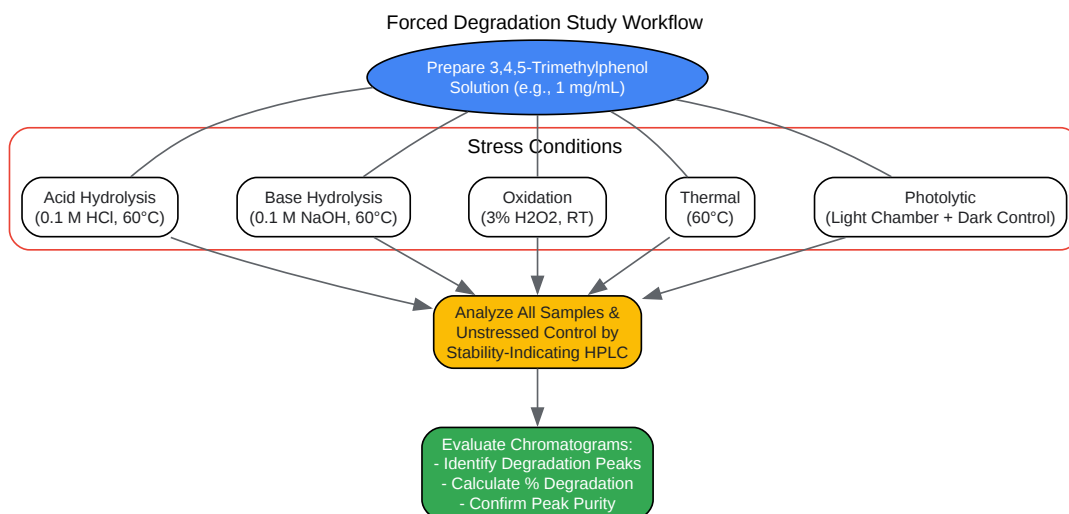 Forced Degradation Study Workflow
Prepare 3,4,5-Trimethylphenol
Solution (e.g., 1 mg/mL)
Stress Conditions
Acid Hydrolysis
(0.1 M HCl, 60°C)
Base Hydrolysis
(0.1 M NaOH, 60°C)
Oxidation
(3% H2O2, RT)
Thermal
(60°C)
Photolytic
(Light Chamber + Dark Control)
Analyze All Samples &
Unstressed Control by
Stability-Indicating HPLC
Evaluate Chromatograms:
- Identify Degradation Peaks
- Calculate % Degradation
- Confirm Peak Purity